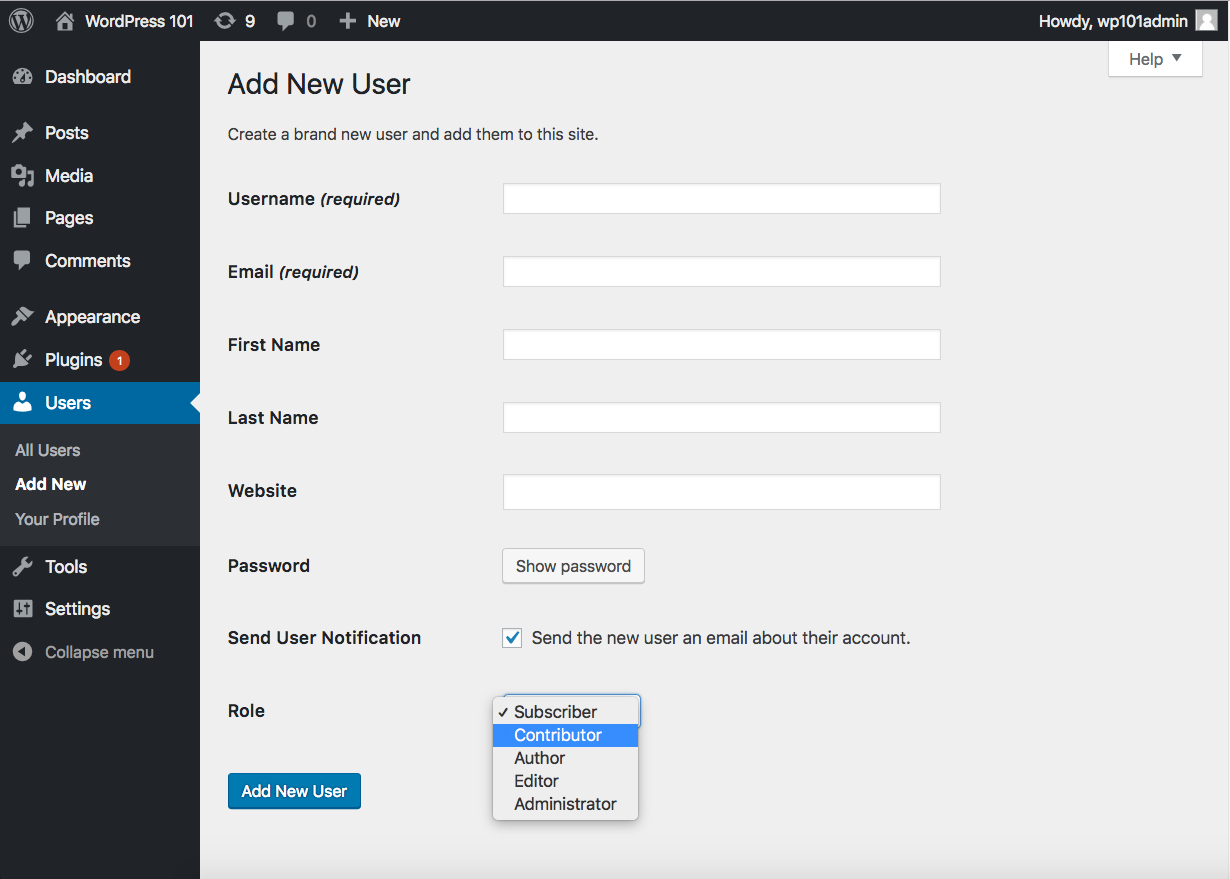 WordPress 101 9 0 New Howdy, wp101admin
Help
Dashboard
Posts
Media
Pages
Comments
Appearance
Plugins 1
Users
All Users
Add New
Your Profile
Tools
Settings
Collapse menu
Add New User
Create a brand new user and add them to this site.
Username (required)
Email (required)
First Name
Last Name
Website
Password Show password
Send User Notification Send the new user an email about their account.
Role Subscriber
Contributor
Author
Editor
Administrator
Add New User